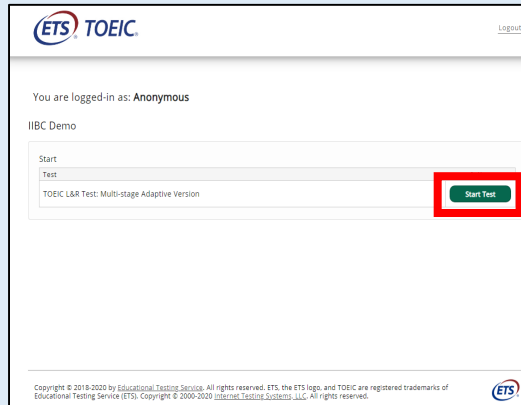 ETS TOEIC.
Logout
You are logged-in as: Anonymous
IIBC Demo
Start
Test
TOEIC L&R Test: Multi-stage Adaptive Version
Start Test
Copyright © 2018-2020 by Educational Testing Service. All rights reserved. ETS, the ETS logo, and TOEIC are registered trademarks of
Educational Testing Service (ETS). Copyright © 2000-2020 Internet Testing Systems, LLC. All rights reserved.
ETS